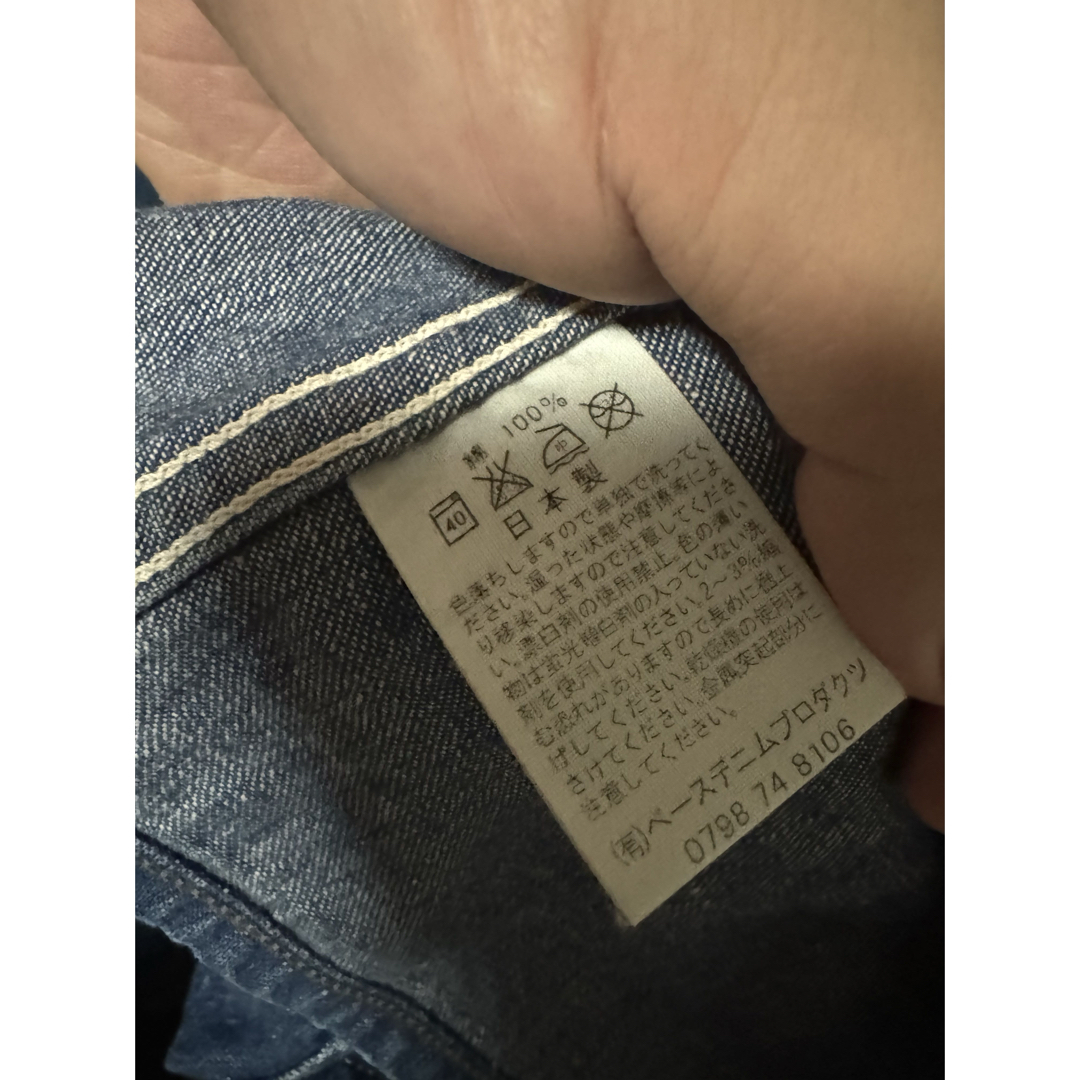 綿 100%
40 中
日本製
色落ちしますので単独で洗ってく
ださい。湿った状態や摩擦等によ
り移染しますので注意してくださ
い。漂白剤の使用禁止。色の薄い
物は蛍光増白剤の入っていない洗
剤を使用してください。2〜3%縮
む恐れがありますので長めに裾上
げしてください。乾燥機の使用は
さけてください。金属突起部分に
注意してください。
(有)ベースデニムプロダクツ
0798 74 8106